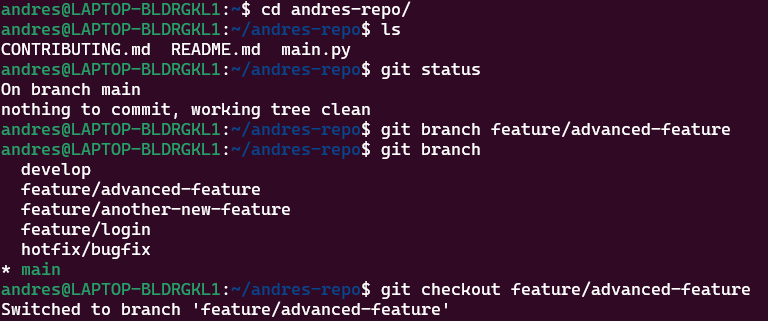 andres@LAPTOP-BLDRGKL1:~$ cd andres-repo/
andres@LAPTOP-BLDRGKL1:~/andres-repo$ ls
CONTRIBUTING.md  README.md  main.py
andres@LAPTOP-BLDRGKL1:~/andres-repo$ git status
On branch main
nothing to commit, working tree clean
andres@LAPTOP-BLDRGKL1:~/andres-repo$ git branch feature/advanced-feature
andres@LAPTOP-BLDRGKL1:~/andres-repo$ git branch
  develop
  feature/advanced-feature
  feature/another-new-feature
  feature/login
  hotfix/bugfix
* main
andres@LAPTOP-BLDRGKL1:~/andres-repo$ git checkout feature/advanced-feature
Switched to branch 'feature/advanced-feature'